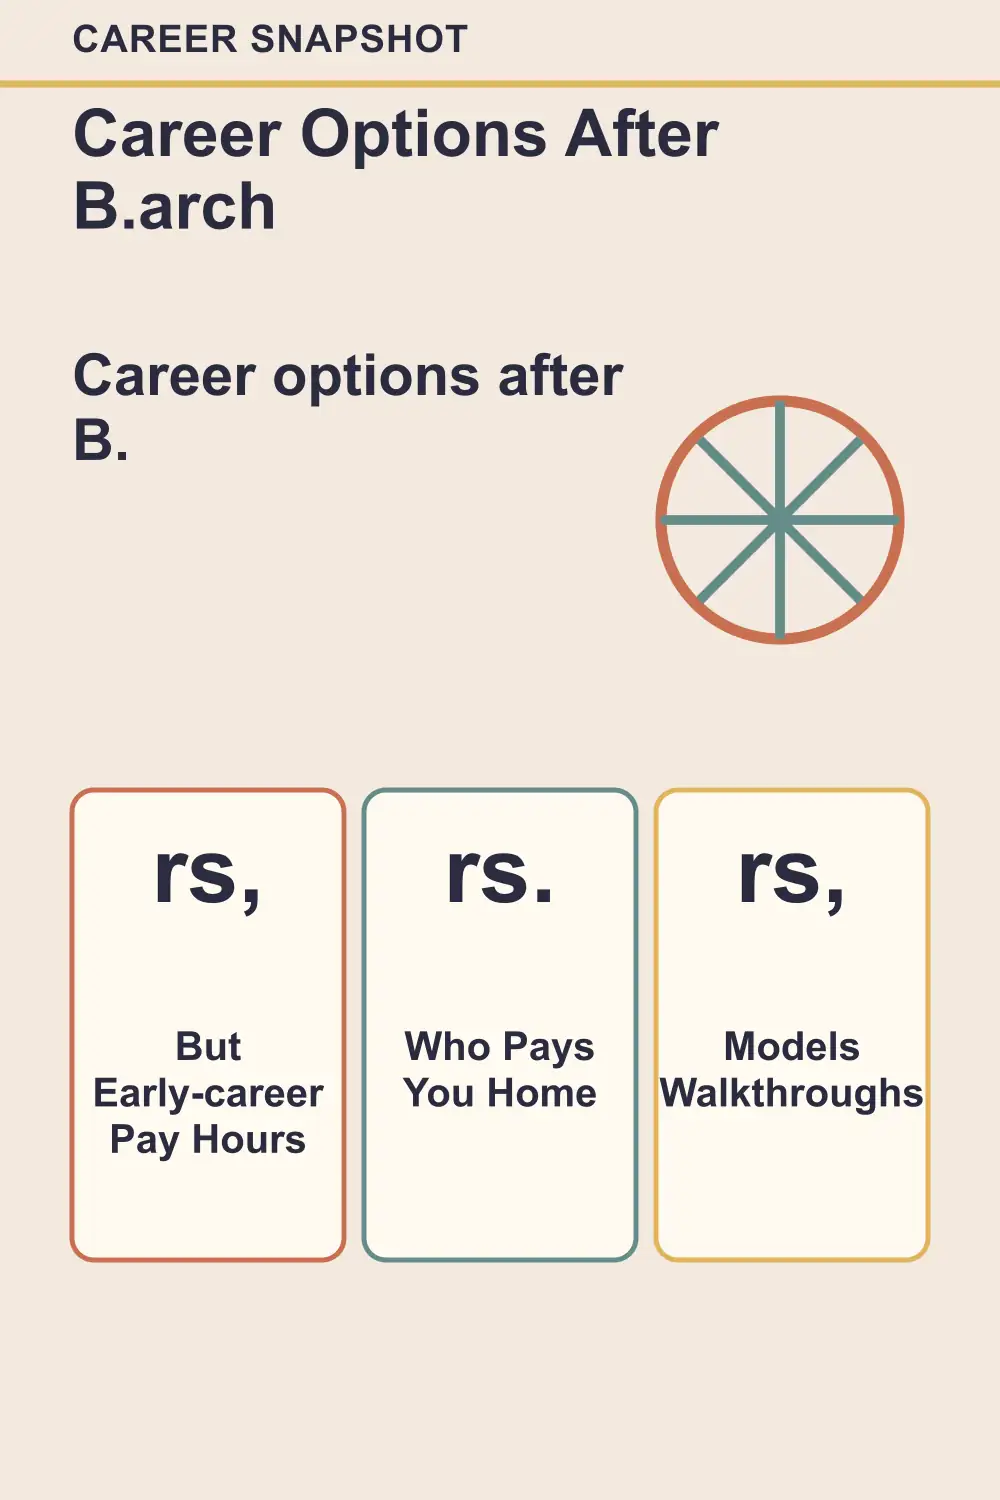 CAREER SNAPSHOT
Career Options After
B.arch
Career options after
B.
rs,
But
Early-career
Pay Hours
rs.
Who Pays
You Home
rs,
Models
Walkthroughs